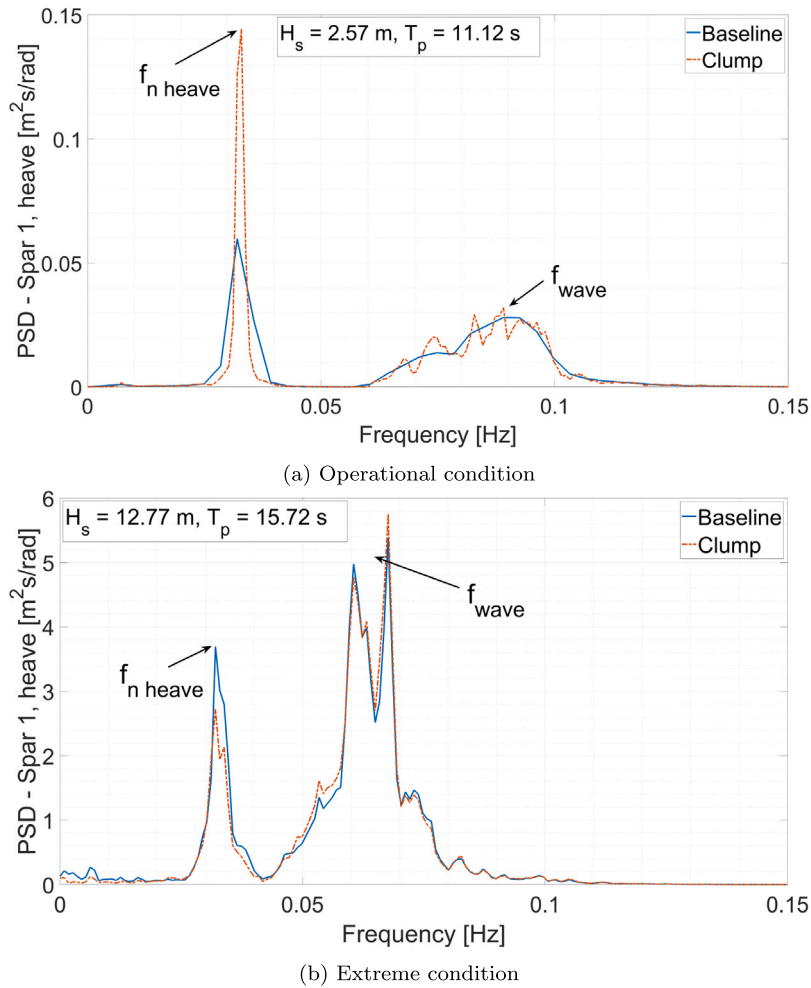 H_s = 2.57 m, T_p = 11.12 s
Baseline
Clump
f_n heave
f_wave
PSD - Spar 1, heave [m^2s/rad]
0.15
0.1
0.05
0
0 0.05 0.1 0.15
Frequency [Hz]
(a) Operational condition
H_s = 12.77 m, T_p = 15.72 s
Baseline
Clump
f_wave
f_n heave
PSD - Spar 1, heave [m^2s/rad]
6
5
4
3
2
1
0
0 0.05 0.1 0.15
Frequency [Hz]
(b) Extreme condition